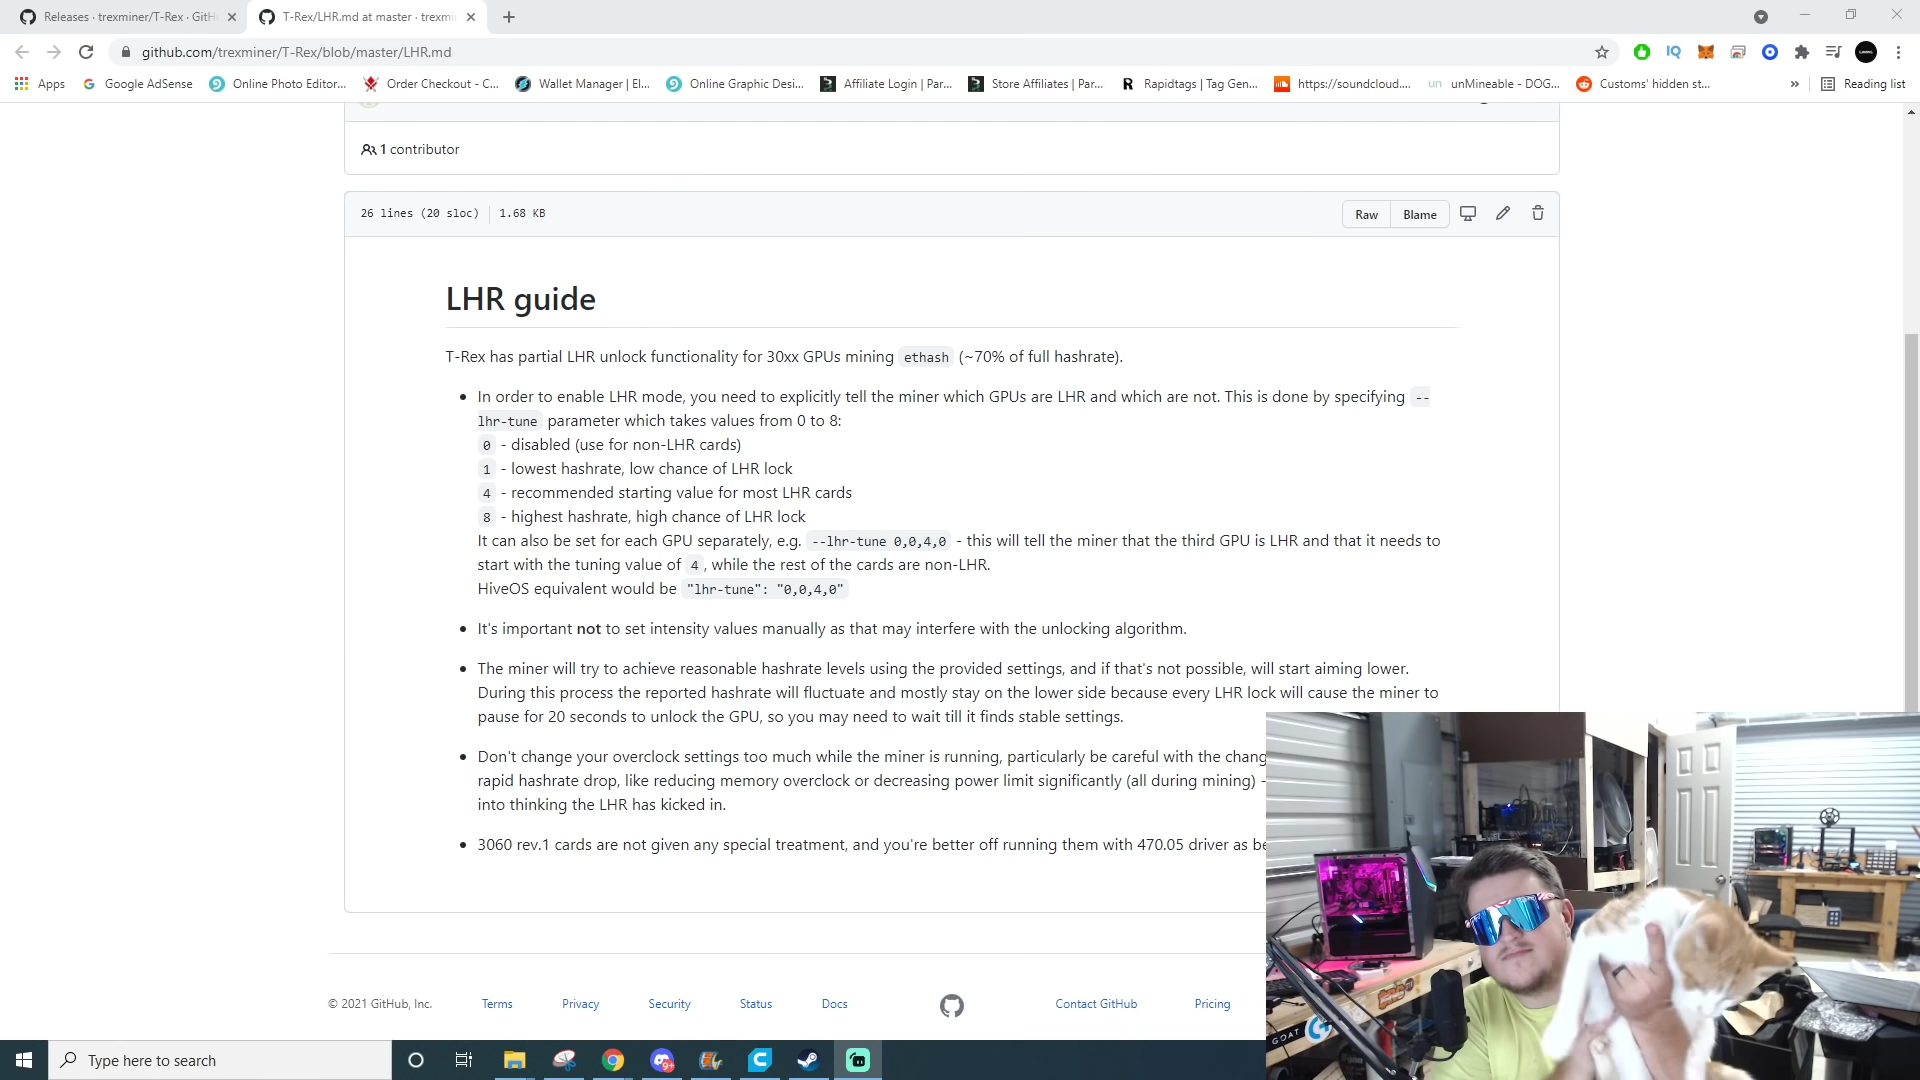 Releases · trexminer/T-Rex · GitH
T-Rex/LHR.md at master · trexmi
github.com/trexminer/T-Rex/blob/master/LHR.md
Apps
Google AdSense
Online Photo Editor...
Order Checkout - C...
Wallet Manager | El...
Online Graphic Desi...
Affiliate Login | Par...
Store Affiliates | Par...
Rapidtags | Tag Gen...
https://soundcloud....
unMineable - DOG...
Customs' hidden st...
»
Reading list
1 contributor
26 lines (20 sloc) 1.68 KB
Raw
Blame
LHR guide
T-Rex has partial LHR unlock functionality for 30xx GPUs mining ethash (~70% of full hashrate).
• In order to enable LHR mode, you need to explicitly tell the miner which GPUs are LHR and which are not. This is done by specifying --
lhr-tune parameter which takes values from 0 to 8:
0 - disabled (use for non-LHR cards)
1 - lowest hashrate, low chance of LHR lock
4 - recommended starting value for most LHR cards
8 - highest hashrate, high chance of LHR lock
It can also be set for each GPU separately, e.g. --lhr-tune 0,0,4,0 - this will tell the miner that the third GPU is LHR and that it needs to
start with the tuning value of 4, while the rest of the cards are non-LHR.
HiveOS equivalent would be "lhr-tune": "0,0,4,0"
• It's important not to set intensity values manually as that may interfere with the unlocking algorithm.
• The miner will try to achieve reasonable hashrate levels using the provided settings, and if that's not possible, will start aiming lower.
During this process the reported hashrate will fluctuate and mostly stay on the lower side because every LHR lock will cause the miner to
pause for 20 seconds to unlock the GPU, so you may need to wait till it finds stable settings.
• Don't change your overclock settings too much while the miner is running, particularly be careful with the chang
rapid hashrate drop, like reducing memory overclock or decreasing power limit significantly (all during mining) -
into thinking the LHR has kicked in.
• 3060 rev.1 cards are not given any special treatment, and you're better off running them with 470.05 driver as be
© 2021 GitHub, Inc.
Terms
Privacy
Security
Status
Docs
Contact GitHub
Pricing
GOAT
Type here to search